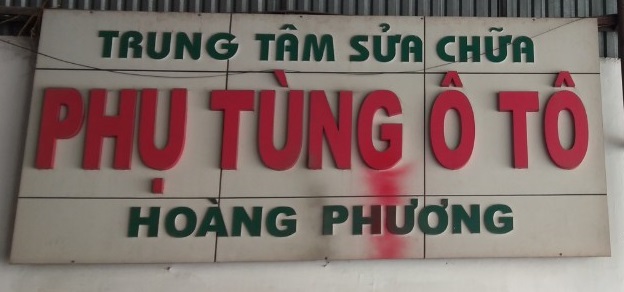 TRUNG TÂM SỬA CHỮA
PHỤ TÙNG Ô TÔ
HOÀNG PHƯƠNG